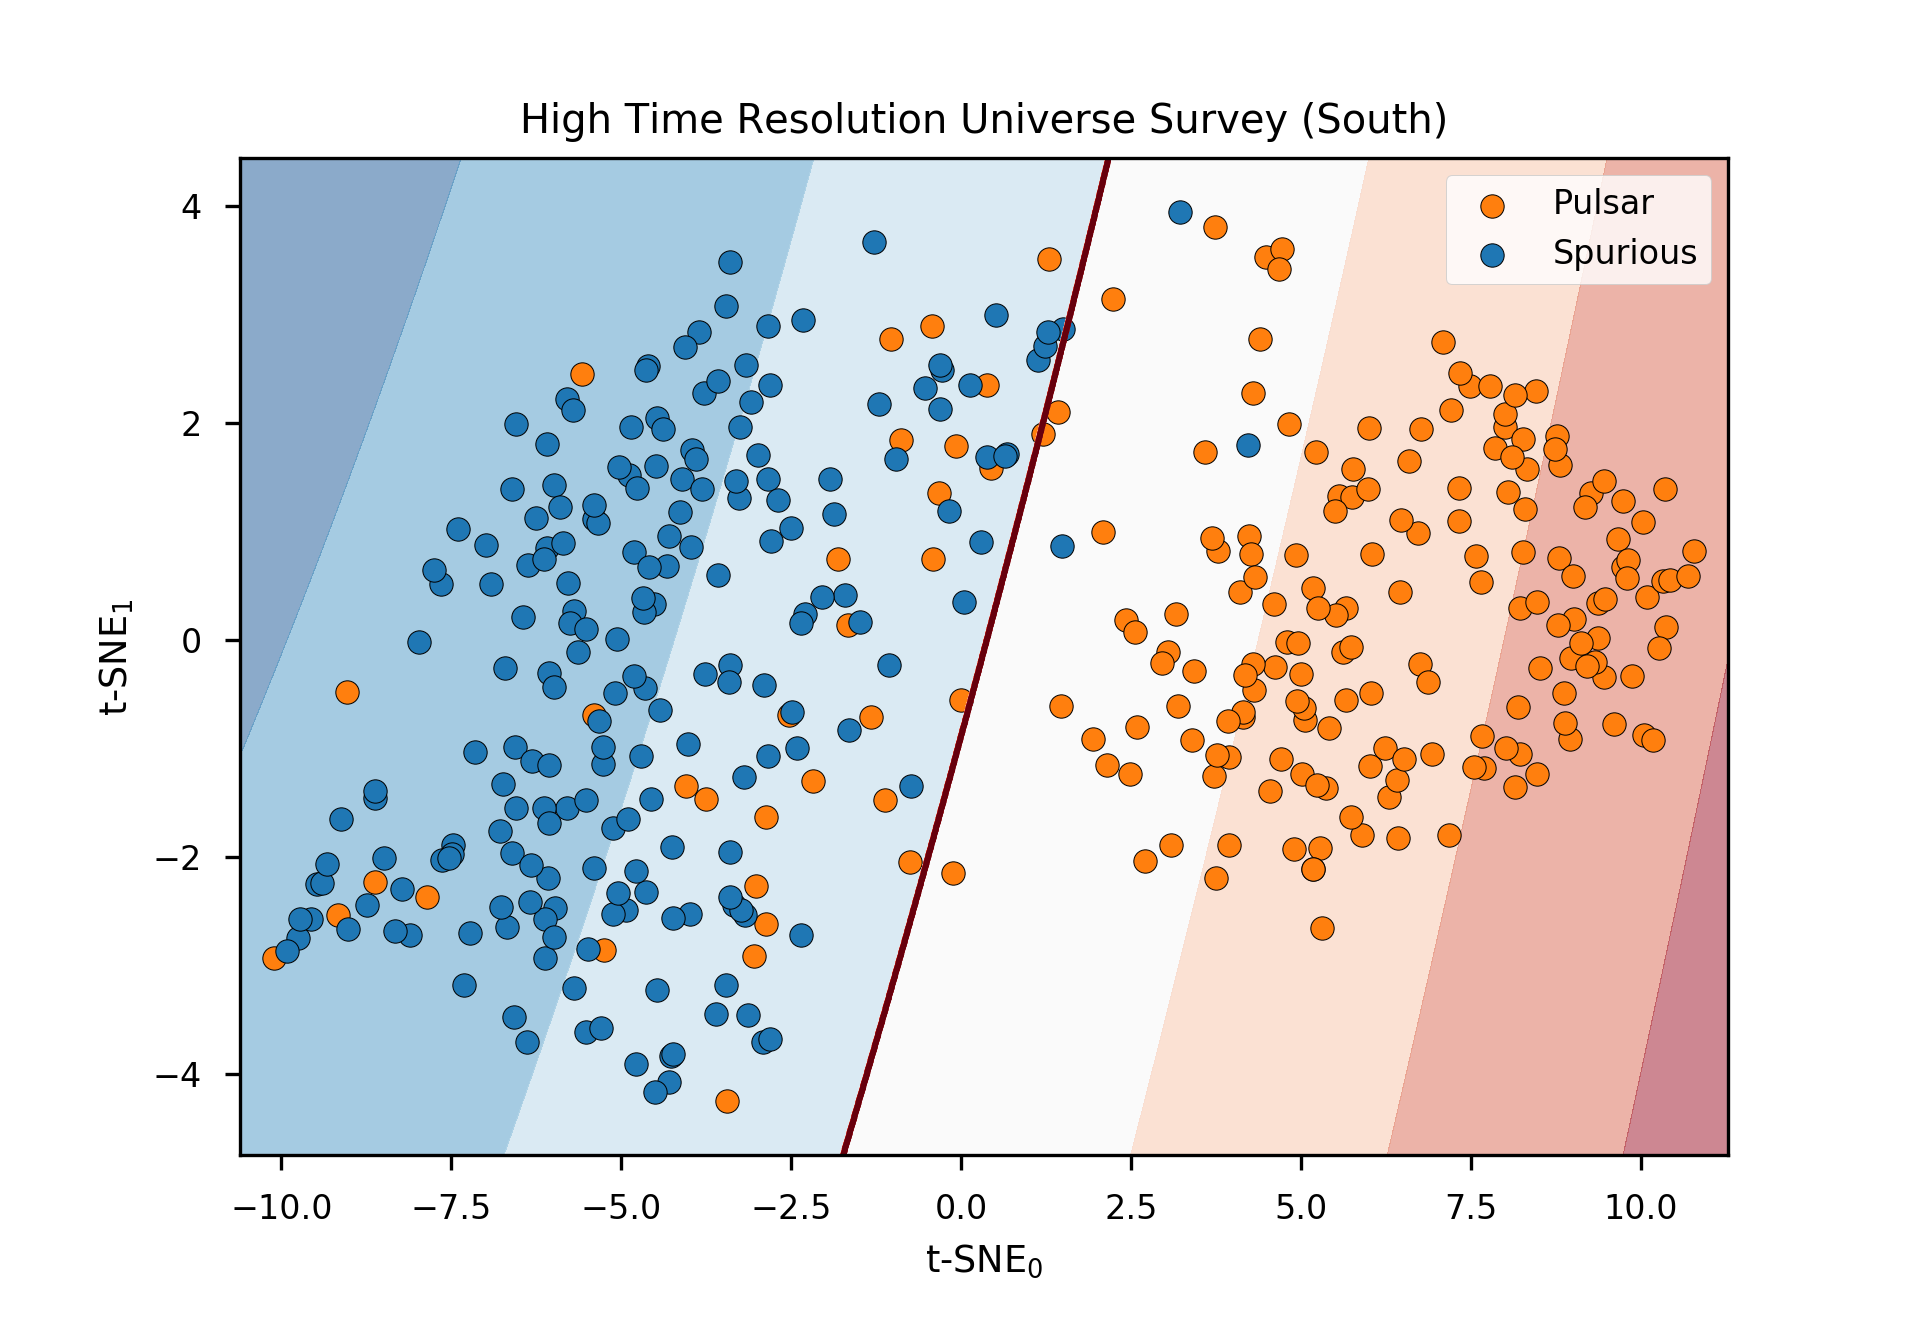 High Time Resolution Universe Survey (South)
Pulsar
Spurious
t-SNE₁
4
2
0
−2
−4
−10.0 −7.5 −5.0 −2.5 0.0 2.5 5.0 7.5 10.0
t-SNE₀